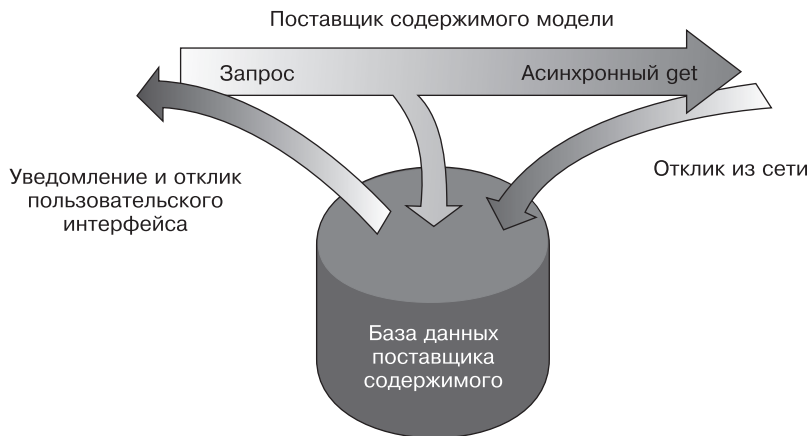 Поставщик содержимого модели
Запрос
Асинхронный get
Уведомление и отклик
пользовательского
интерфейса
Отклик из сети
База данных
поставщика
содержимого